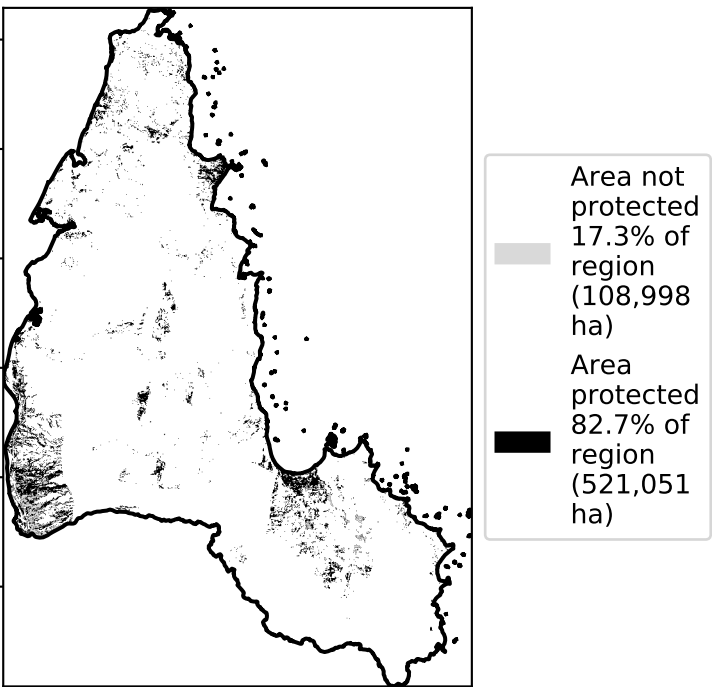 Area not
protected
17.3% of
region
(108,998
ha)
Area
protected
82.7% of
region
(521,051
ha)